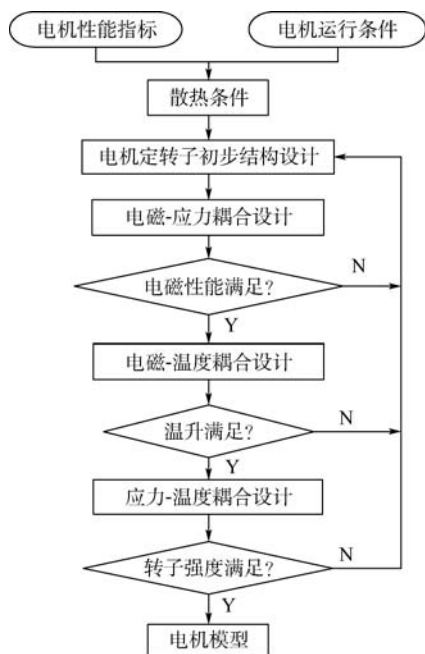 电机性能指标
电机运行条件
散热条件
电机定转子初步结构设计
电磁-应力耦合设计
电磁性能满足?
N
Y
电磁-温度耦合设计
温升满足?
N
Y
应力-温度耦合设计
转子强度满足?
N
Y
电机模型